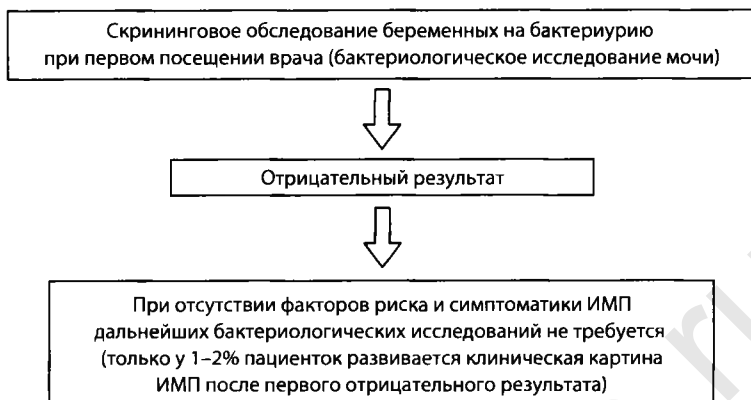 Скрининговое обследование беременных на бактериурию
при первом посещении врача (бактериологическое исследование мочи)
Отрицательный результат
При отсутствии факторов риска и симптоматики ИМП
дальнейших бактериологических исследований не требуется
(только у 1–2% пациенток развивается клиническая картина
ИМП после первого отрицательного результата)